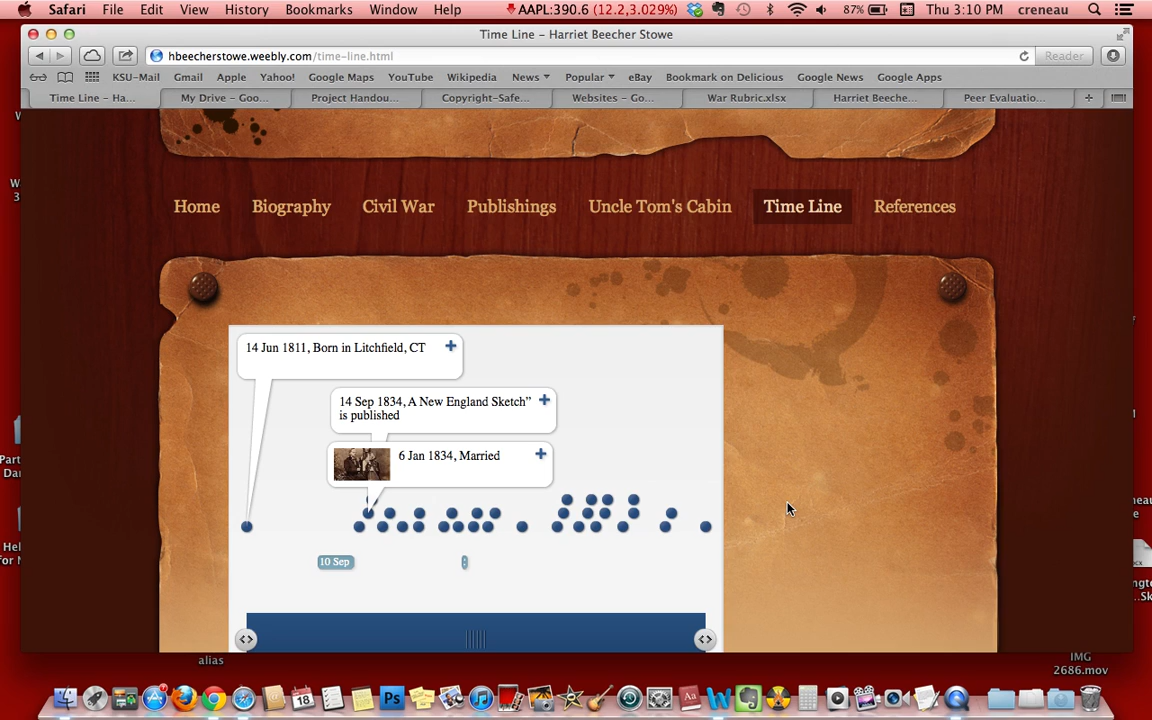 Safari File Edit View History Bookmarks Window Help AAPL:390.6 (12.2,3.029%) 87% Thu 3:10 PM creneau
Time Line – Harriet Beecher Stowe
hbeecherstowe.weebly.com/time-line.html Reader
KSU-Mail Gmail Apple Yahoo! Google Maps YouTube Wikipedia News Popular eBay Bookmark on Delicious Google News Google Apps
Time Line – Ha... My Drive – Goo... Project Handou... Copyright-Safe... Websites – Go... War Rubric.xlsx Harriet Beeche... Peer Evaluatio...
Home Biography Civil War Publishings Uncle Tom's Cabin Time Line References
14 Jun 1811, Born in Litchfield, CT
14 Sep 1834, A New England Sketch”
is published
6 Jan 1834, Married
10 Sep
alias
IMG
2686.mov